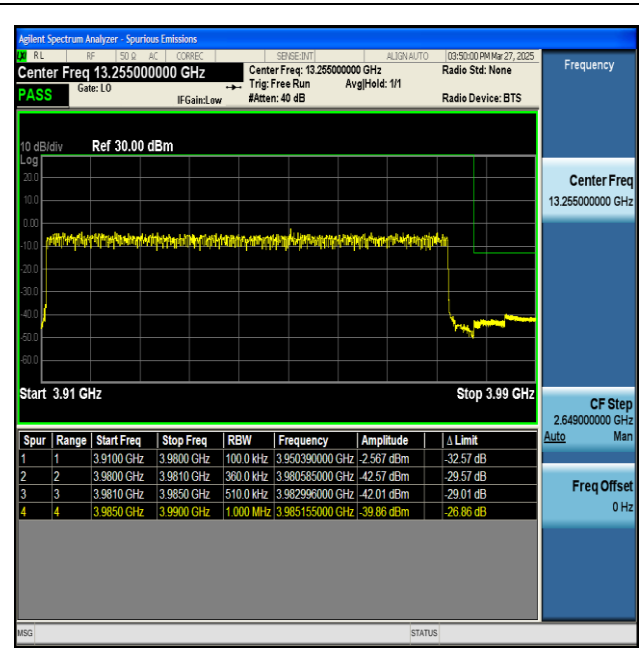 Agilent Spectrum Analyzer - Spurious Emissions
RL RF 50 Ω AC CORREC SENSE:INT ALIGN AUTO 03:50:00 PM Mar 27, 2025
Center Freq 13.255000000 GHz
Center Freq: 13.255000000 GHz
Radio Std: None
Frequency
PASS
Gate: LO
IFGain:Low
Trig: Free Run
Avg|Hold: 1/1
#Atten: 40 dB
Radio Device: BTS
10 dB/div
Ref 30.00 dBm
Log
20.0
10.0
0.00
-10.0
-20.0
-30.0
-40.0
-50.0
-60.0
Start 3.91 GHz
Stop 3.99 GHz
Center Freq
13.255000000 GHz
CF Step
2.649000000 GHz
Auto Man
Freq Offset
0 Hz
Spur Range Start Freq Stop Freq RBW Frequency Amplitude Δ Limit
1 1 3.9100 GHz 3.9800 GHz 100.0 kHz 3.950390000 GHz -2.567 dBm -32.57 dB
2 2 3.9800 GHz 3.9810 GHz 360.0 kHz 3.980585000 GHz -42.57 dBm -29.57 dB
3 3 3.9810 GHz 3.9850 GHz 510.0 kHz 3.982996000 GHz -42.01 dBm -29.01 dB
4 4 3.9850 GHz 3.9900 GHz 1.000 MHz 3.985155000 GHz -39.86 dBm -26.86 dB
MSG
STATUS